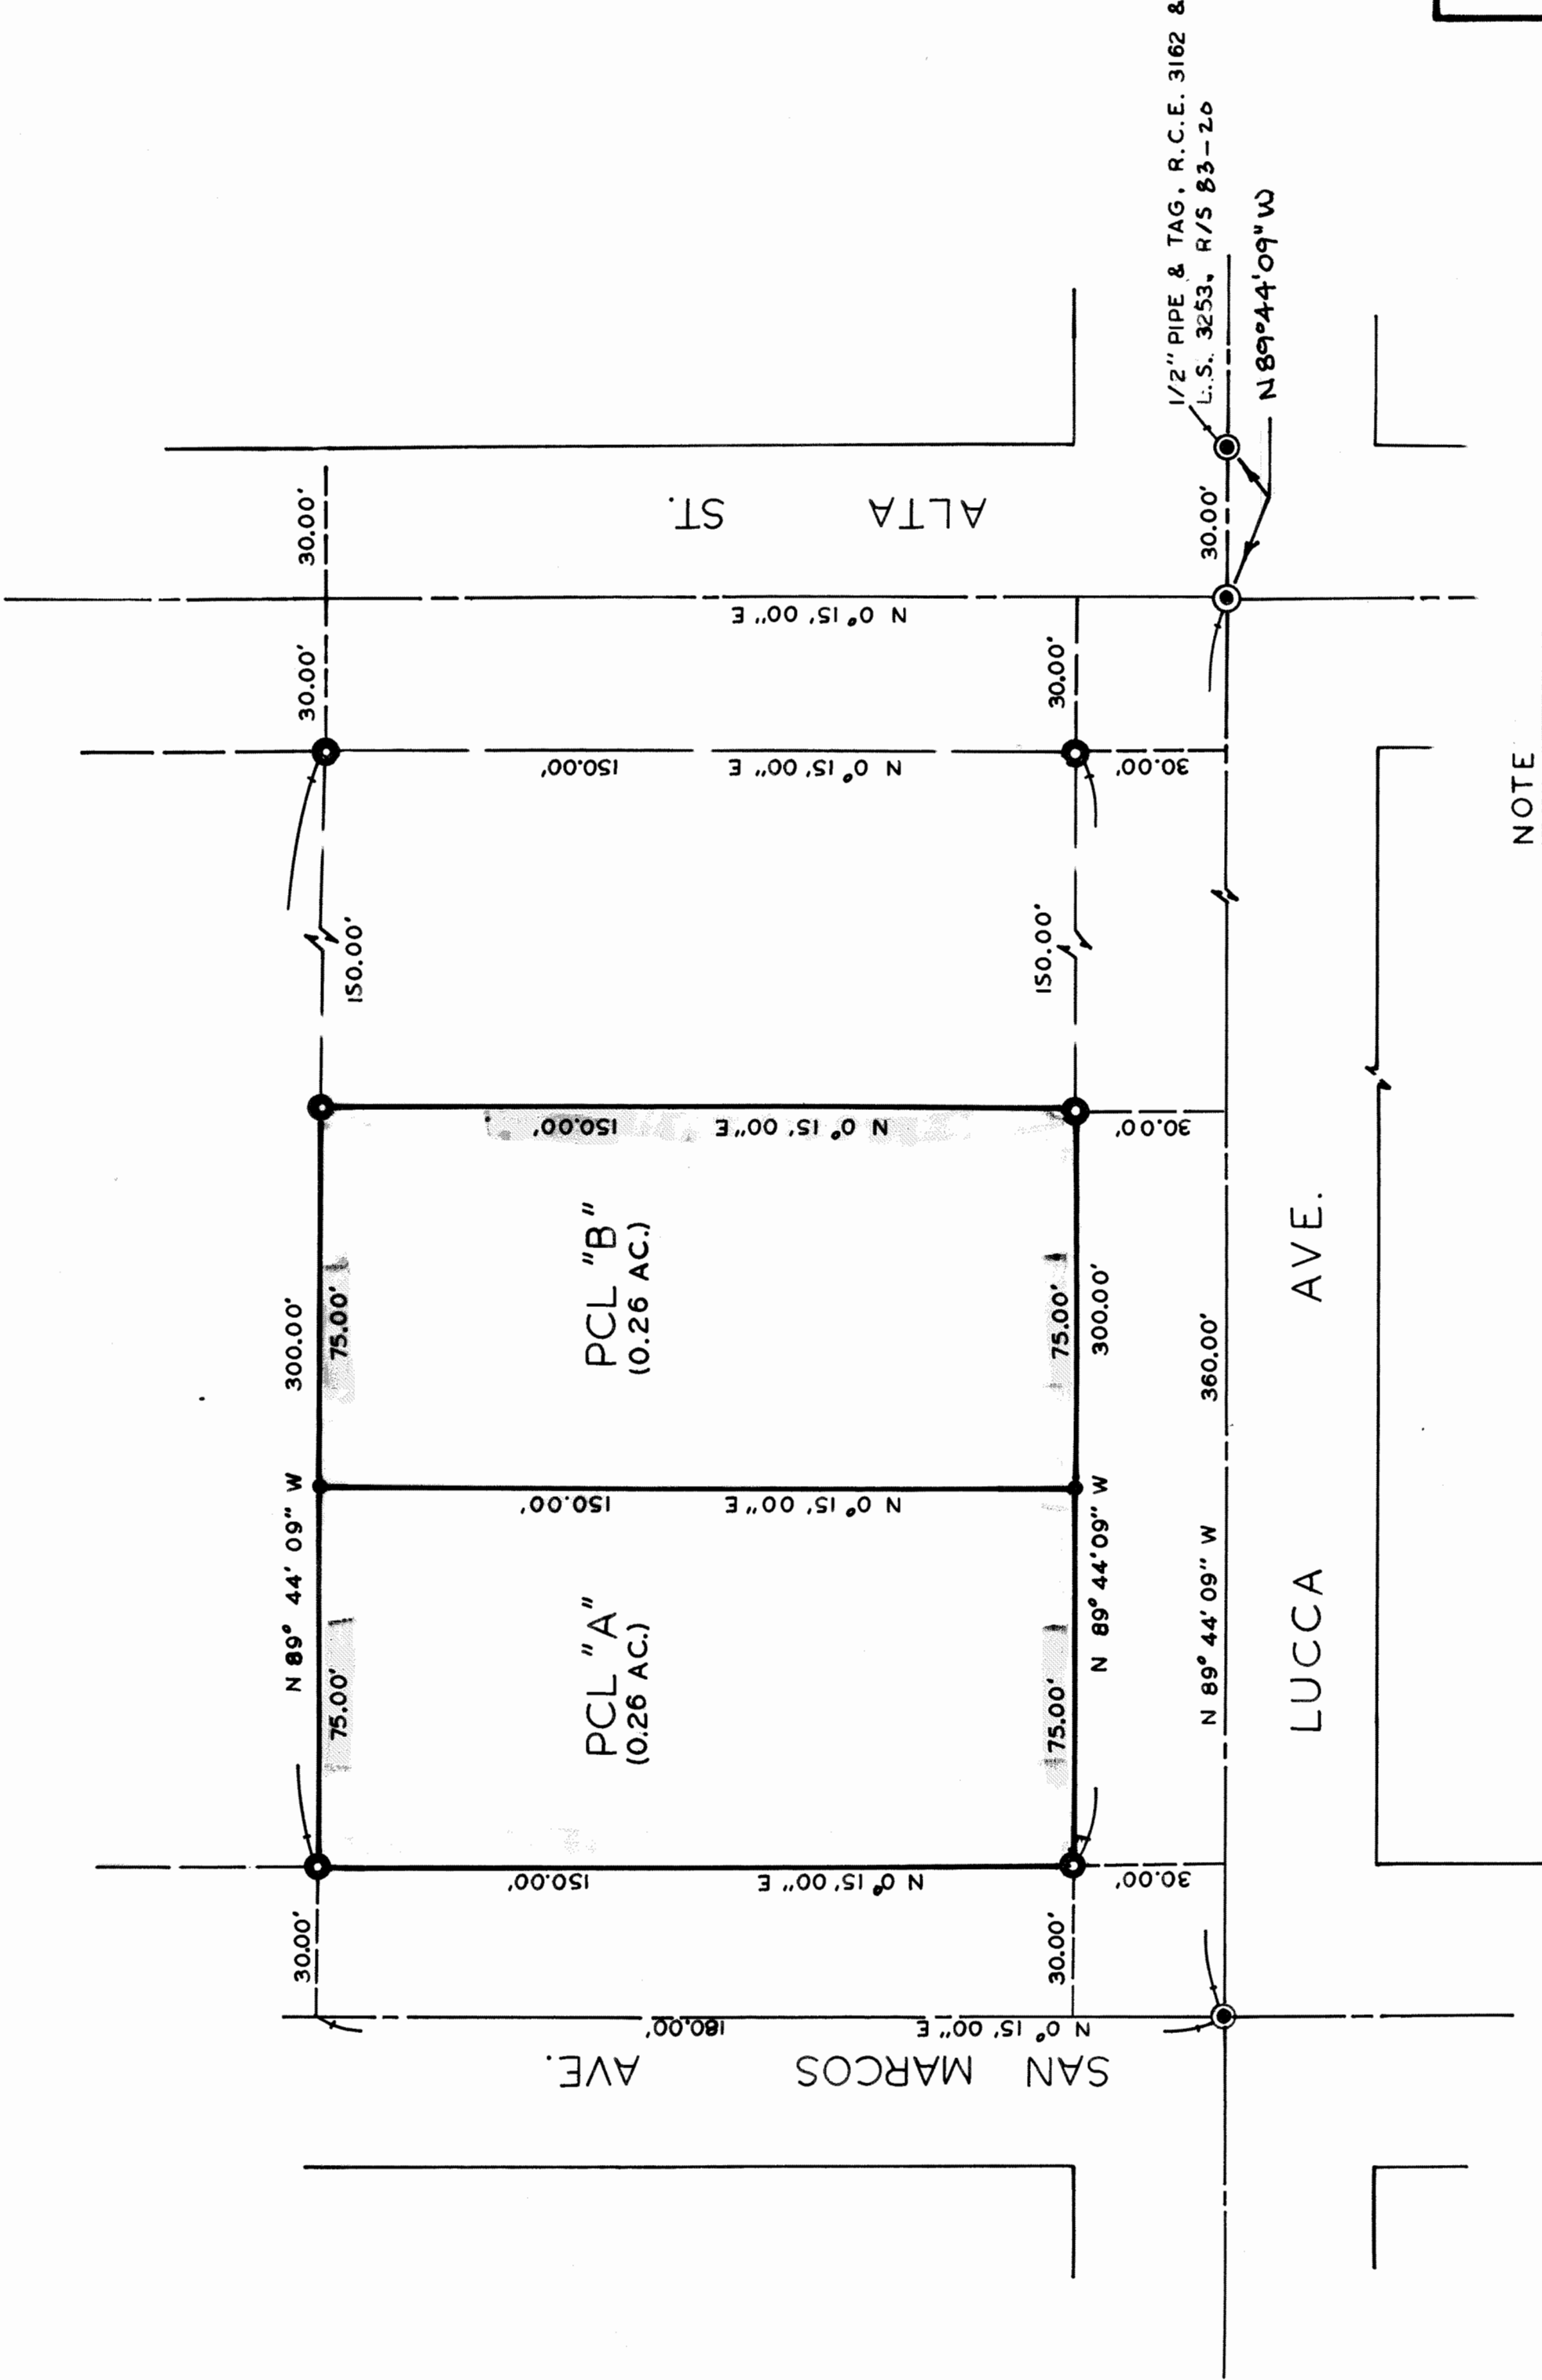 1/2" PIPE & TAG, R.C.E. 3162 &
L.S. 3253, R/S 83-20
N89°44'09"W
30.00'
30.00'
30.00'
30.00'
ALTA ST.
N 0° 15' 00" E
150.00'
N 0° 15' 00" E
30.00'
150.00'
150.00'
N 0° 15' 00" E
150.00'
30.00'
N 89° 44' 09" W
300.00'
75.00'
75.00'
PCL "A"
(0.26 AC.)
PCL "B"
(0.26 AC.)
N 0° 15' 00" E
150.00'
75.00'
75.00'
N 89° 44' 09" W
300.00'
N 0° 15' 00" E
150.00'
30.00'
30.00'
30.00'
N 0° 15' 00" E
180.00'
SAN MARCOS AVE.
N 89° 44' 09" W
360.00'
LUCCA AVE.
NOTE